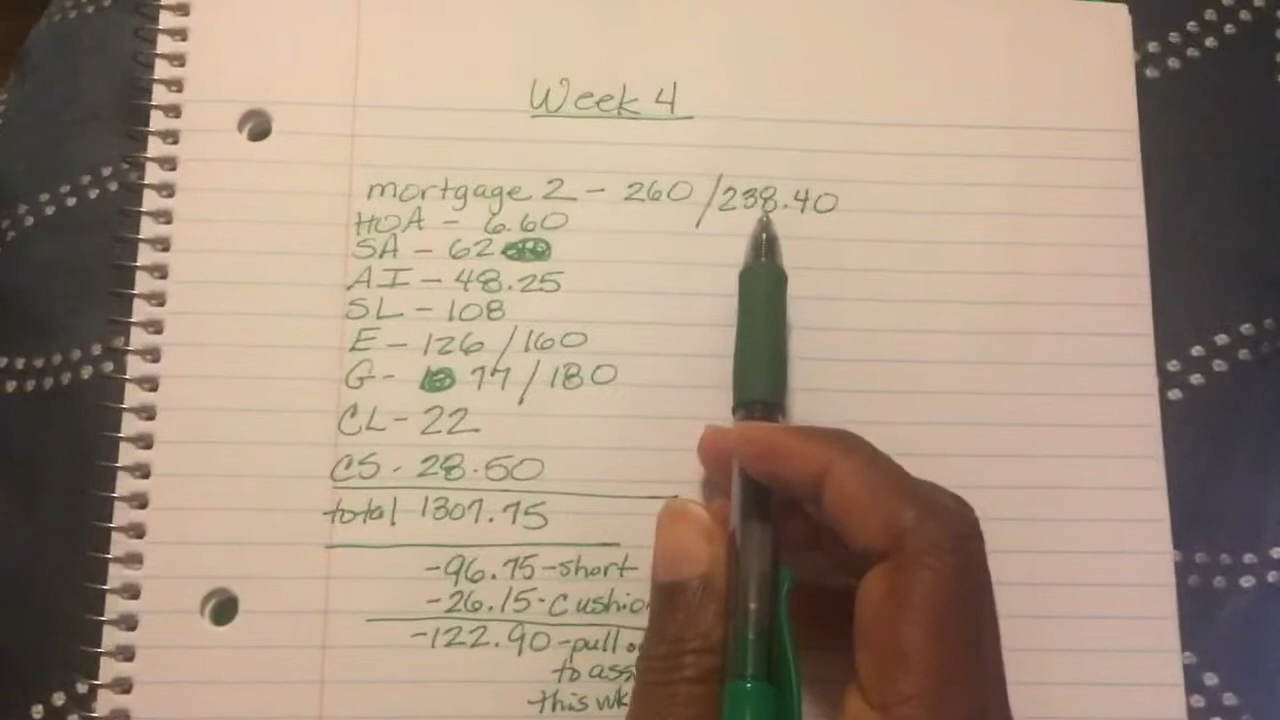 Week 4
mortgage 2 - 260 / 238.40
HOA - 6.60
SA - 62
AI - 48.25
SL - 108
E - 126 / 160
G - 77 / 180
CL - 22
CS - 28.50
total 1307.75
-96.75 - short
-26.15 - Cushio
-122.90 - pull o
to ass
this wk